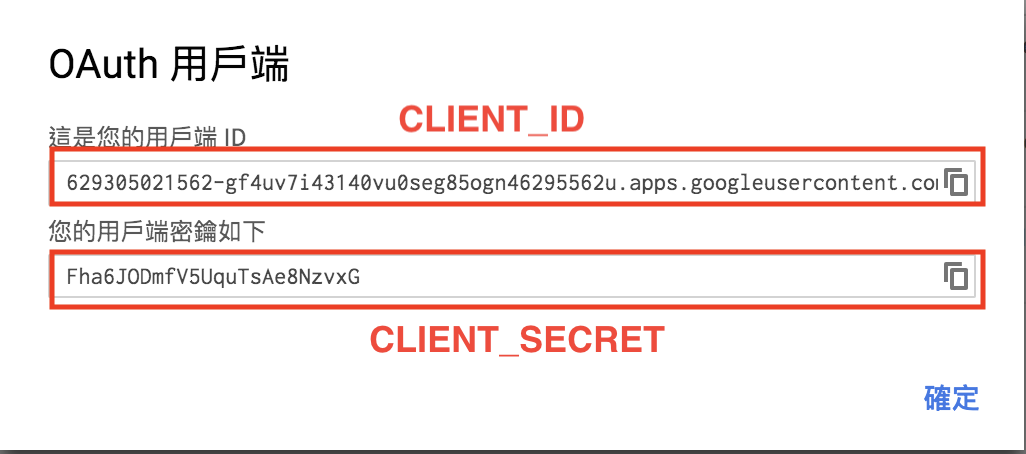 OAuth 用戶端
CLIENT_ID
這是您的用戶端 ID
629305021562-gf4uv7i43140vu0seg85ogn46295562u.apps.googleusercontent.co
您的用戶端密鑰如下
Fha6JODmfV5UquTsAe8NzvxG
CLIENT_SECRET
確定